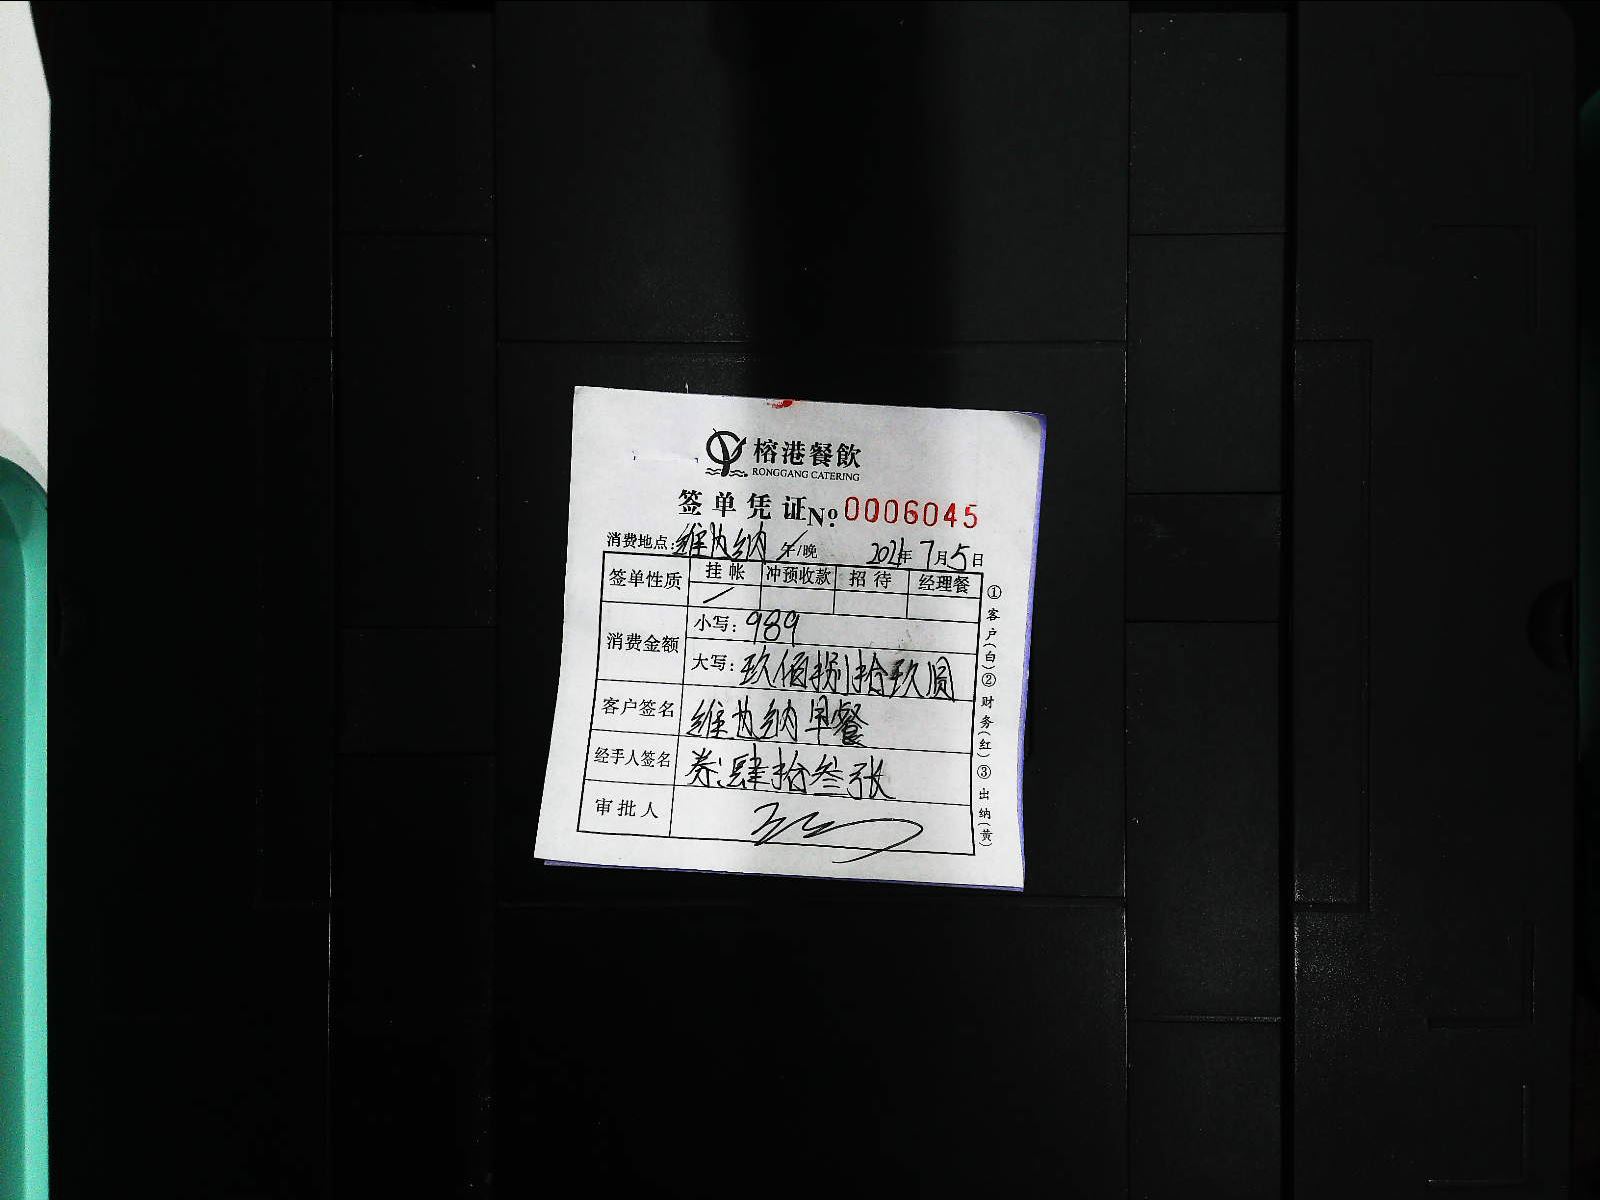 榕港餐飲
RONGGANG CATERING
签单凭证 №0006045
消费地点:维也纳 午/晚 2021年7月5日
签单性质 挂帐 冲预收款 招待 经理餐
消费金额 小写:989
大写:玖佰捌拾玖圆
客户签名 维也纳早餐
经手人签名 券:肆拾叁张
审批人
①客户(白)②财务(红)③出纳(黄)